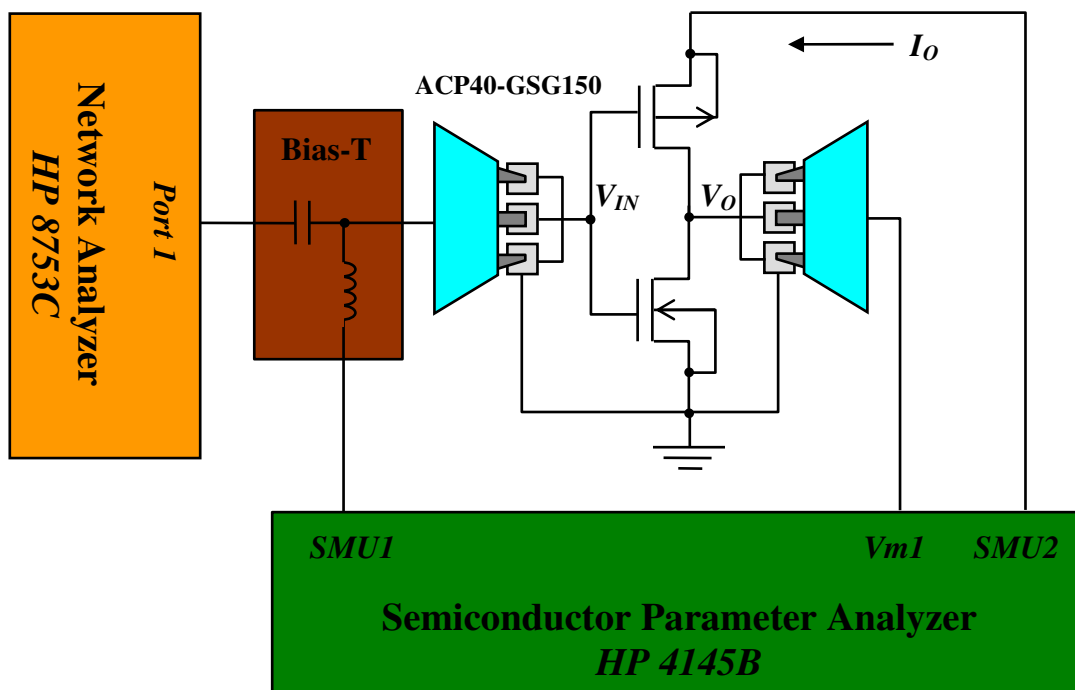 Network Analyzer
HP 8753C
Port 1
Bias-T
ACP40-GSG150
V_IN
V_O
I_O
SMU1
Vm1
SMU2
Semiconductor Parameter Analyzer
HP 4145B